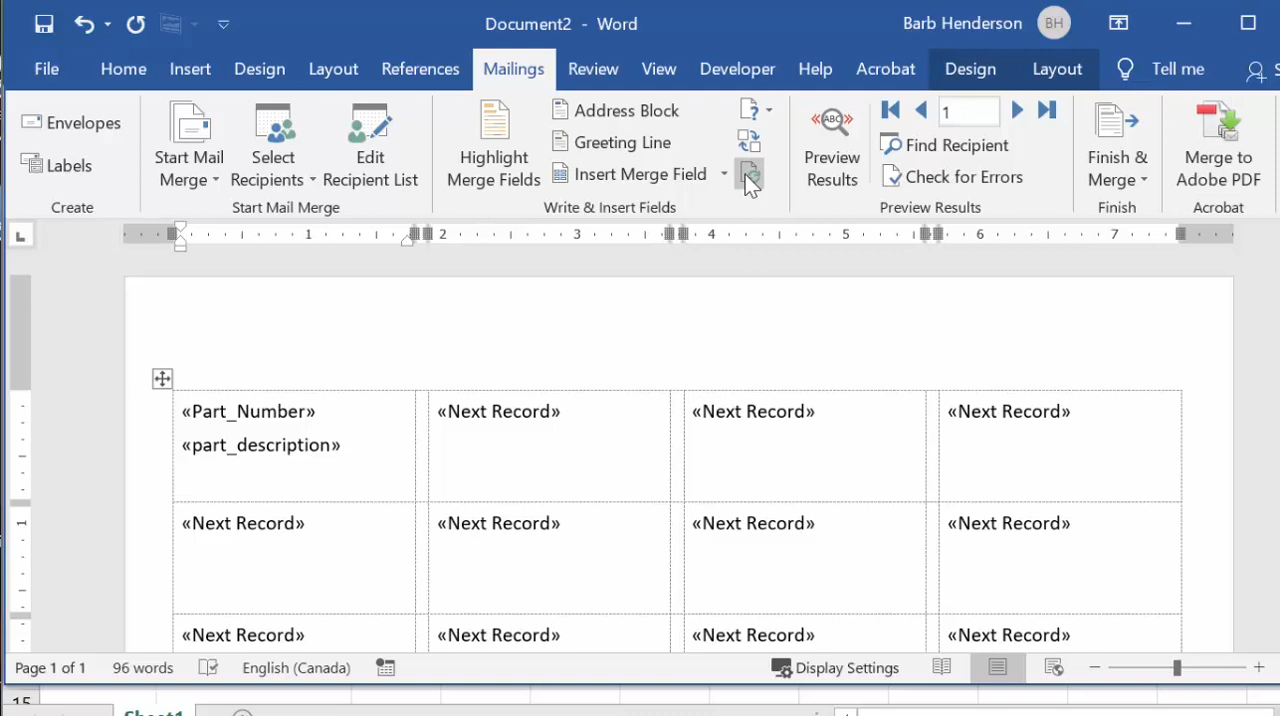 Document2 - Word
Barb Henderson BH
File Home Insert Design Layout References Mailings Review View Developer Help Acrobat Design Layout Tell me S
Envelopes
Labels
Create
Start Mail
Merge
Select
Recipients
Edit
Recipient List
Start Mail Merge
Highlight
Merge Fields
Address Block
Greeting Line
Insert Merge Field
Write & Insert Fields
ABC
Preview
Results
1
Find Recipient
Check for Errors
Preview Results
Finish &
Merge
Finish
Merge to
Adobe PDF
Acrobat
L
1 2 3 4 5 6 7
«Part_Number» «Next Record» «Next Record» «Next Record»
«part_description»
1
«Next Record» «Next Record» «Next Record» «Next Record»
«Next Record» «Next Record» «Next Record» «Next Record»
Page 1 of 1 96 words English (Canada) Display Settings
15
Sheet1